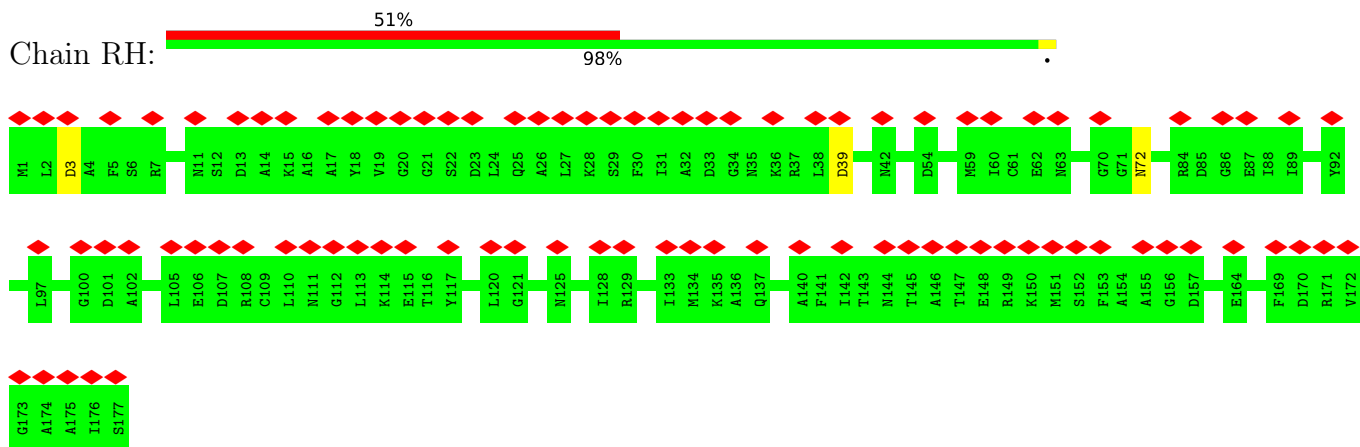 51%
Chain RH:
98%
.
M1 L2 D3 A4 F5 S6 R7 N11 S12 D13 A14 K15 A16 A17 Y18 V19 G20 G21 S22 D23 L24 Q25 A26 L27 K28 S29 F30 I31 A32 D33 G34 N35 K36 R37 L38 D39 N42 D54 M59 I60 C61 E62 N63 G70 G71 N72 R84 D85 G86 E87 I88 I89 Y92
L97 G100 D101 A102 L105 E106 D107 R108 C109 L110 N111 G112 L113 K114 E115 T116 Y117 L120 G121 N125 I128 R129 I133 M134 K135 A136 Q137 A140 F141 I142 T143 N144 T145 A146 T147 E148 R149 K150 M151 S152 F153 A154 A155 G156 D157 E164 F169 D170 R171 V172
G173 A174 A175 I176 S177